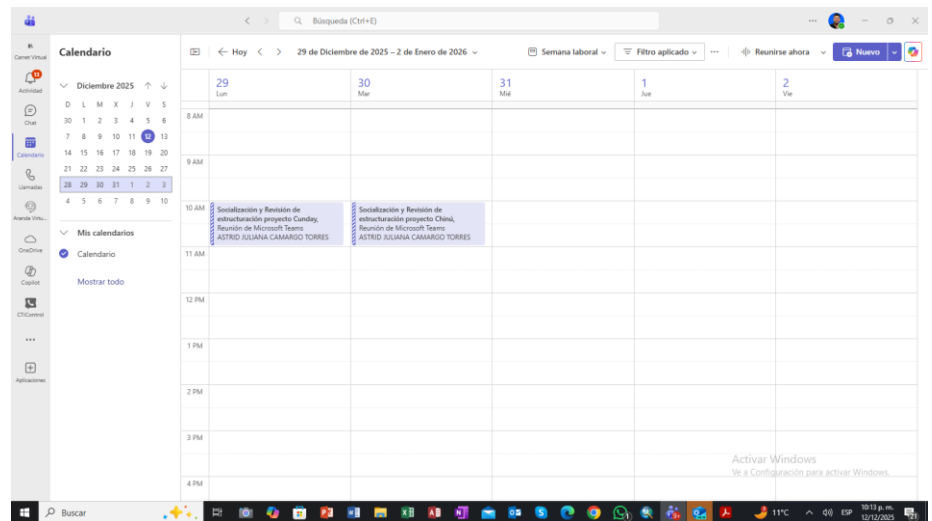 Búsqueda (Ctrl+E)
Carnet Virtual
Actividad
13
Chat
Calendario
Llamadas
Aranda Virtu...
OneDrive
Copilot
CTIControl
Aplicaciones
Calendario
Diciembre 2025
D L M X J V S
30 1 2 3 4 5 6
7 8 9 10 11 12 13
14 15 16 17 18 19 20
21 22 23 24 25 26 27
28 29 30 31 1 2 3
4 5 6 7 8 9 10
Mis calendarios
Calendario
Mostrar todo
Hoy
29 de Diciembre de 2025 – 2 de Enero de 2026
Semana laboral
Filtro aplicado
Reunirse ahora
Nuevo
29
Lun
30
Mar
31
Mié
1
Jue
2
Vie
8 AM
9 AM
10 AM
Socialización y Revisión de
estructuración proyecto Cunday,
Reunión de Microsoft Teams
ASTRID JULIANA CAMARGO TORRES
Socialización y Revisión de
estructuración proyecto Chinú,
Reunión de Microsoft Teams
ASTRID JULIANA CAMARGO TORRES
11 AM
12 PM
1 PM
2 PM
3 PM
4 PM
Activar Windows
Ve a Configuración para activar Windows.
Buscar
11°C
ESP
10:13 p. m.
12/12/2025